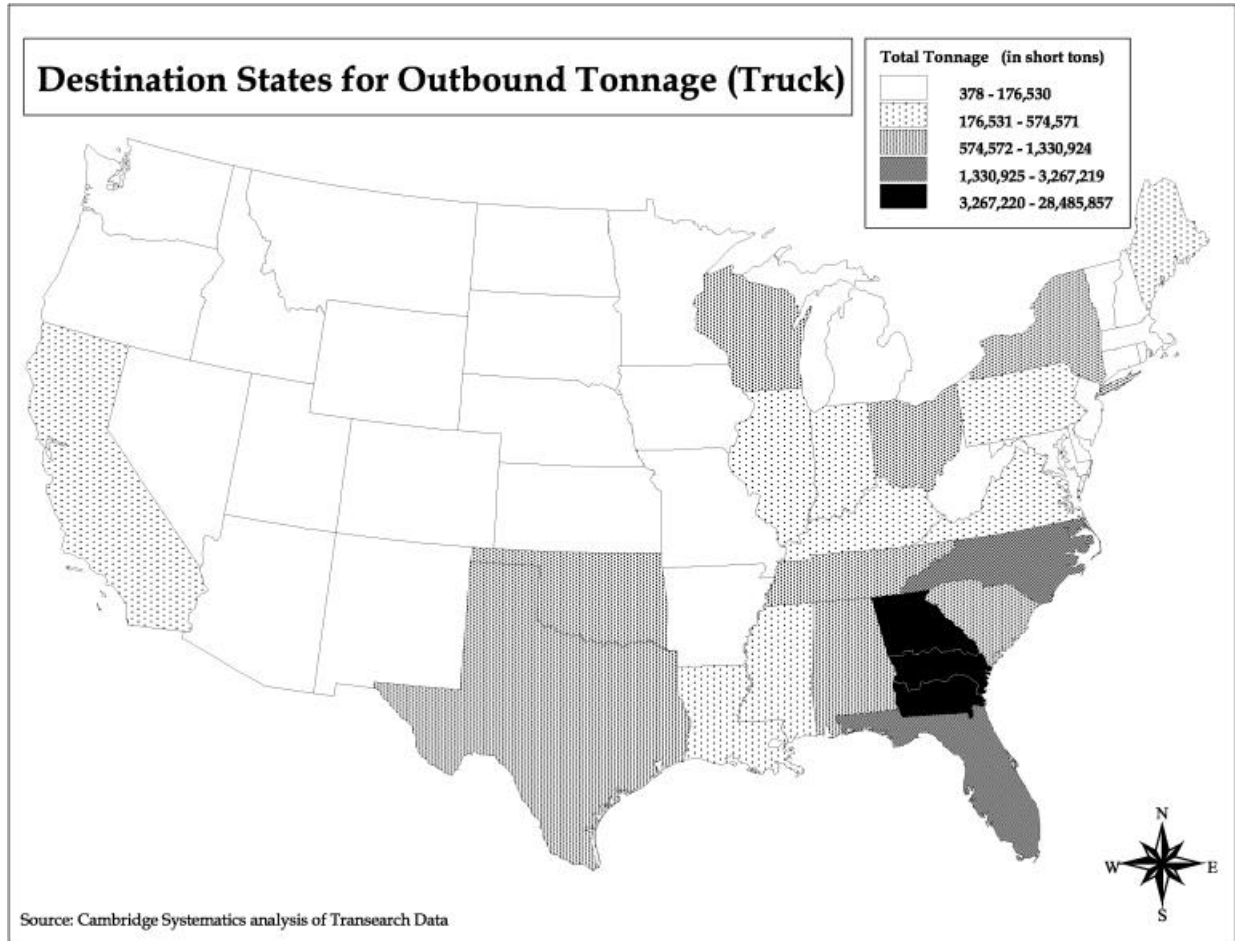 Destination States for Outbound Tonnage (Truck)
Total Tonnage (in short tons)
378 - 176,530
176,531 - 574,571
574,572 - 1,330,924
1,330,925 - 3,267,219
3,267,220 - 28,485,857
N
W E
S
Source: Cambridge Systematics analysis of Transearch Data